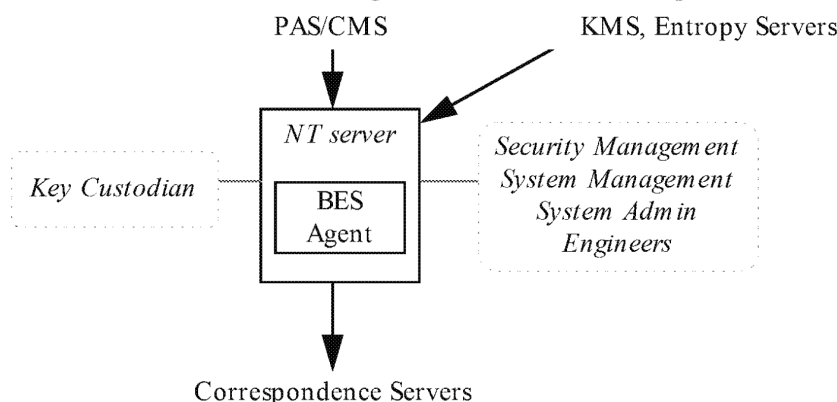 PAS/CMS
KMS, Entropy Servers
NT server
Key Custodian
BES
Agent
Security Management
System Management
System Admin
Engineers
Correspondence Servers